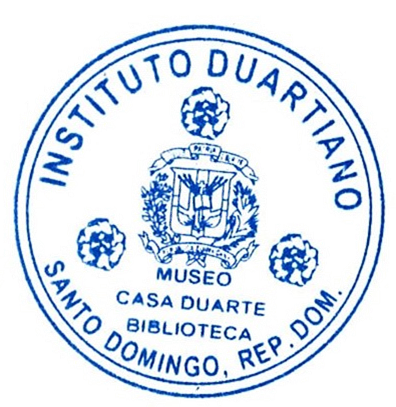 INSTITUTO DUARTIANO
MUSEO
CASA DUARTE
BIBLIOTECA
SANTO DOMINGO, REP. DOM.